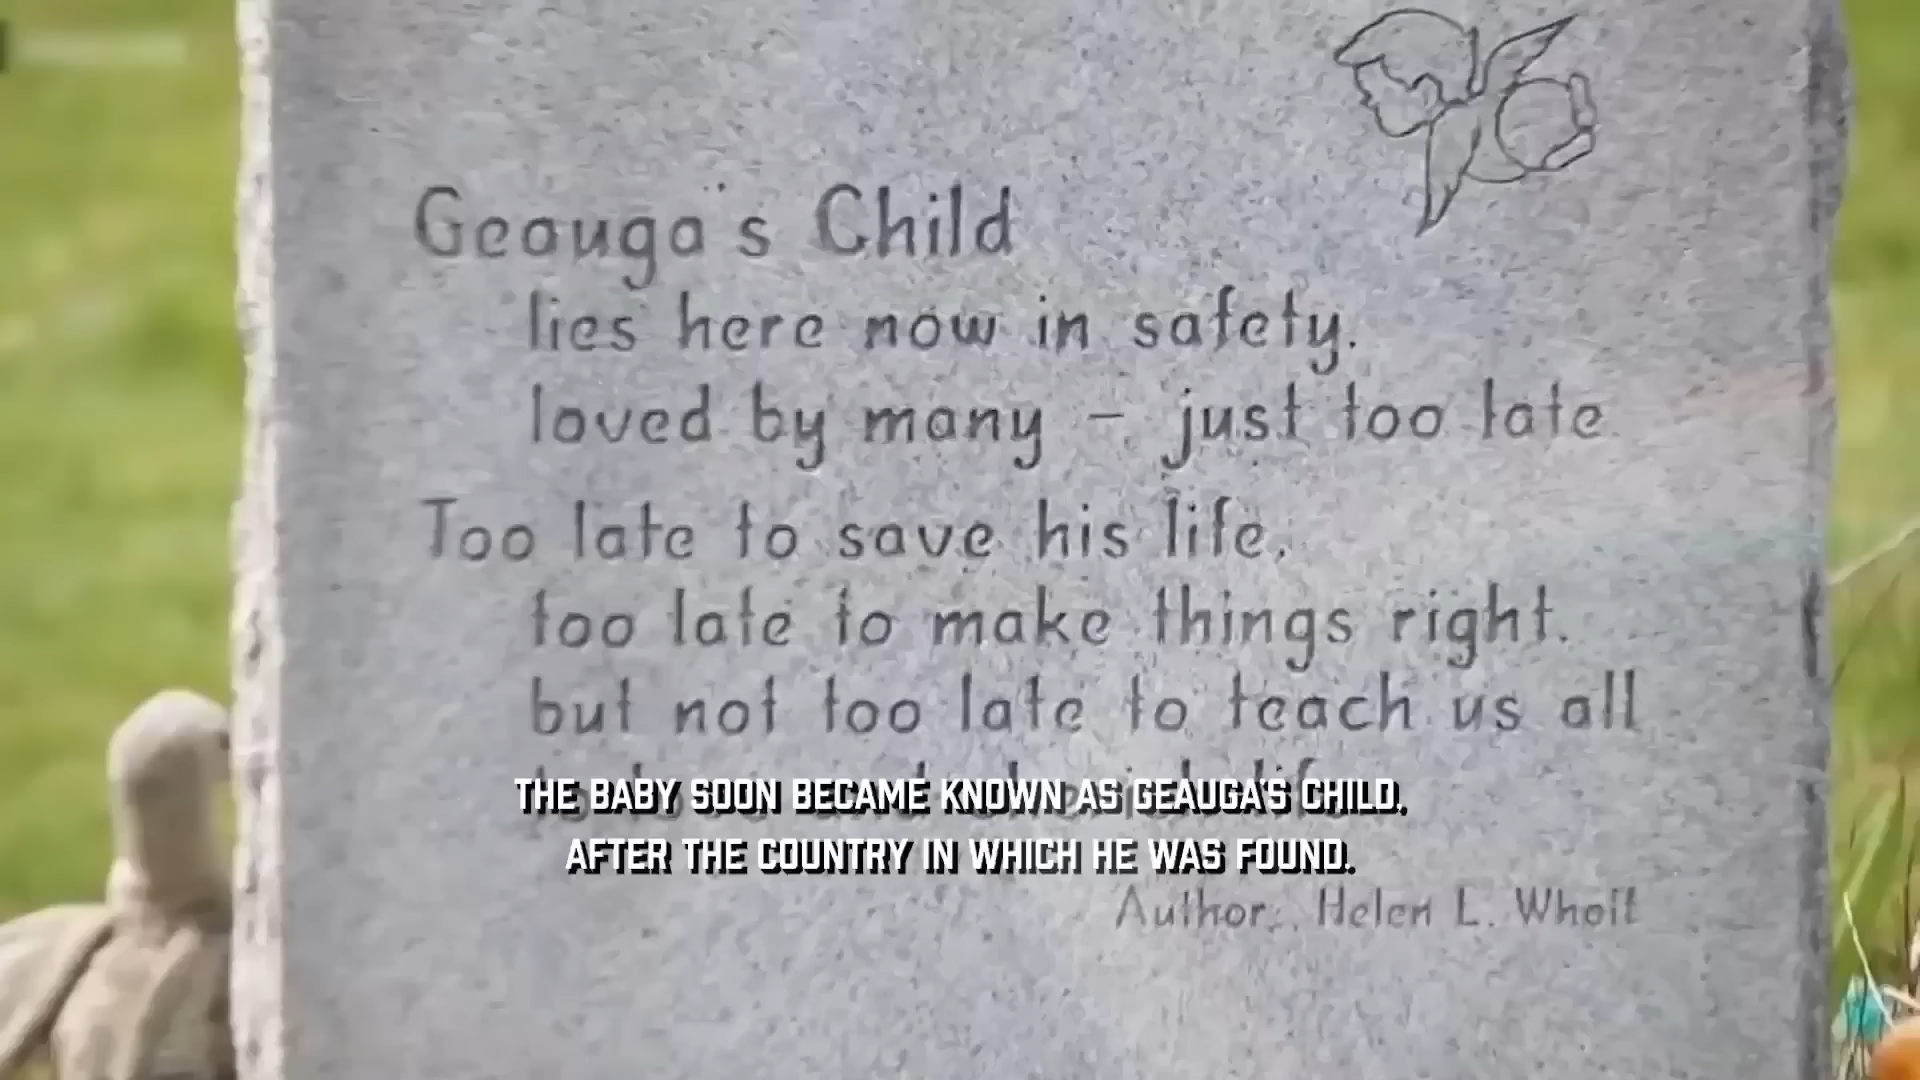 Geauga's Child
lies here now in safety.
loved by many - just too late
Too late to save his life,
too late to make things right.
but not too late to teach us all
THE BABY SOON BECAME KNOWN AS GEAUGA'S CHILD,
AFTER THE COUNTRY IN WHICH HE WAS FOUND.
Author: Helen L. Whoit